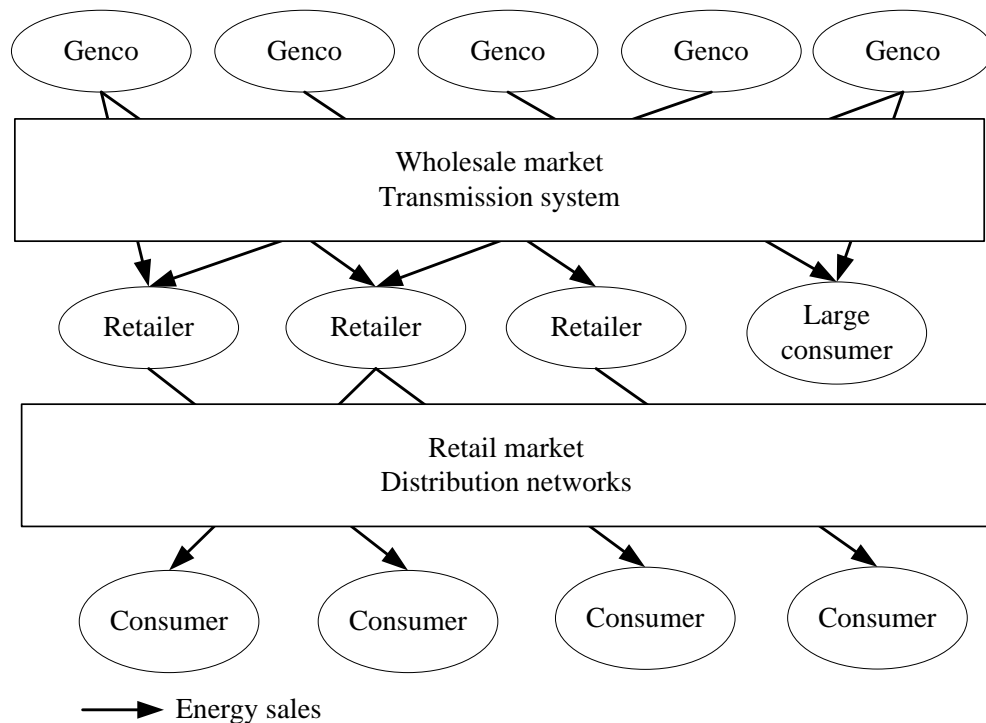 Genco
Genco
Genco
Genco
Genco
Wholesale market
Transmission system
Retailer
Retailer
Retailer
Large
consumer
Retail market
Distribution networks
Consumer
Consumer
Consumer
Consumer
Energy sales